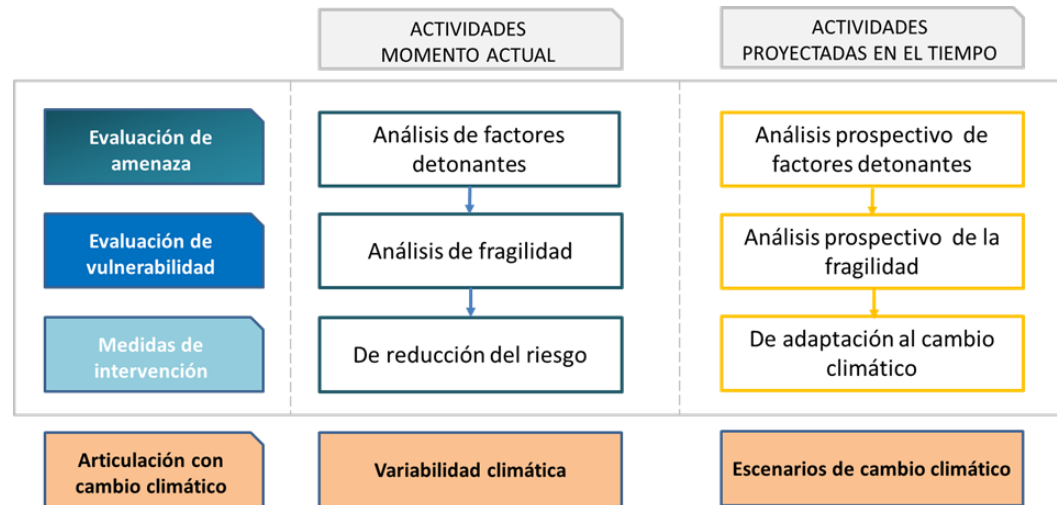 ACTIVIDADES
MOMENTO ACTUAL
ACTIVIDADES
PROYECTADAS EN EL TIEMPO
Evaluación de
amenaza
Análisis de factores
detonantes
Análisis prospectivo de
factores detonantes
Evaluación de
vulnerabilidad
Análisis de fragilidad
Análisis prospectivo de la
fragilidad
Medidas de
intervención
De reducción del riesgo
De adaptación al cambio
climático
Articulación con
cambio climático
Variabilidad climática
Escenarios de cambio climático